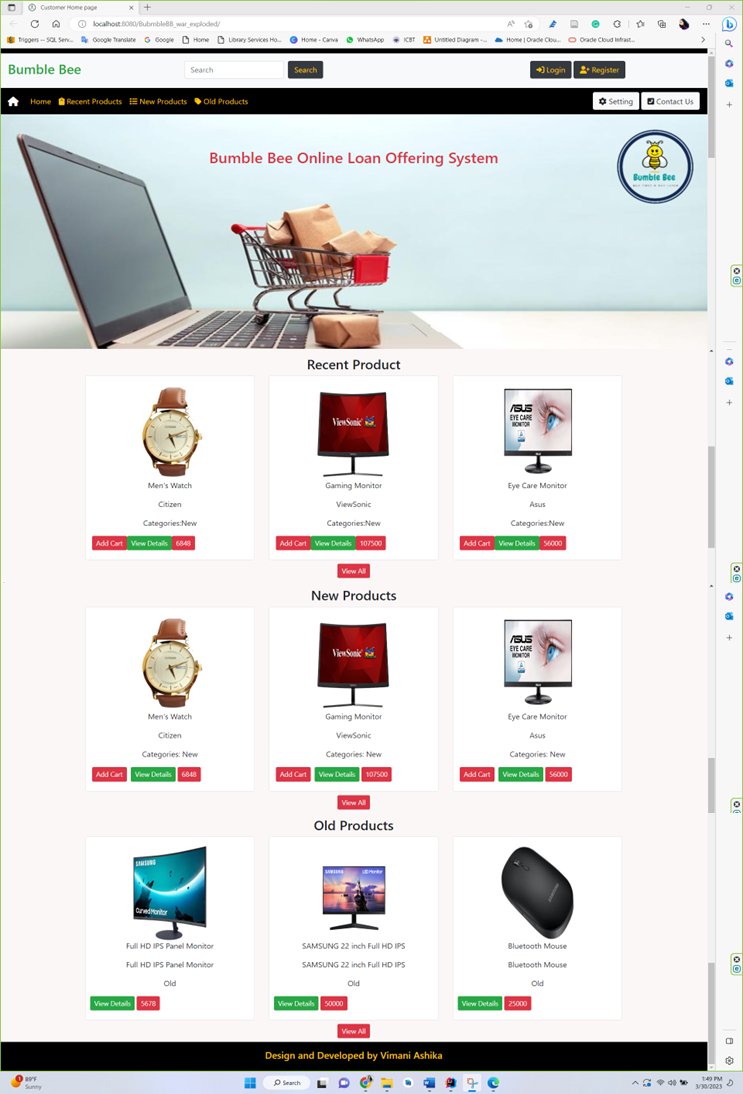 Customer Home page
localhost:8080/BubmbleBB_war_exploded/
Triggers — SQL Serv... Google Translate Google Home Library Services Ho... Home - Canva WhatsApp ICBT Untitled Diagram -... Home | Oracle Clou... Oracle Cloud Infrast...
Bumble Bee Search Search Login Register
Home Recent Products New Products Old Products Setting Contact Us
Bumble Bee Online Loan Offering System
Bumble Bee
Recent Product
Men's Watch Gaming Monitor Eye Care Monitor
Citizen ViewSonic Asus
Categories:New Categories:New Categories:New
Add Cart View Details 6848 Add Cart View Details 107500 Add Cart View Details 56000
View All
New Products
Men's Watch Gaming Monitor Eye Care Monitor
Citizen ViewSonic Asus
Categories: New Categories: New Categories: New
Add Cart View Details 6848 Add Cart View Details 107500 Add Cart View Details 56000
View All
Old Products
SAMSUNG SAMSUNG
Curved Monitor
Full HD IPS Panel Monitor SAMSUNG 22 inch Full HD IPS Bluetooth Mouse
Full HD IPS Panel Monitor SAMSUNG 22 inch Full HD IPS Bluetooth Mouse
Old Old Old
View Details 5678 View Details 50000 View Details 25000
View All
Design and Developed by Vimani Ashika
89°F
Sunny
Search
1:49 PM
3/30/2023